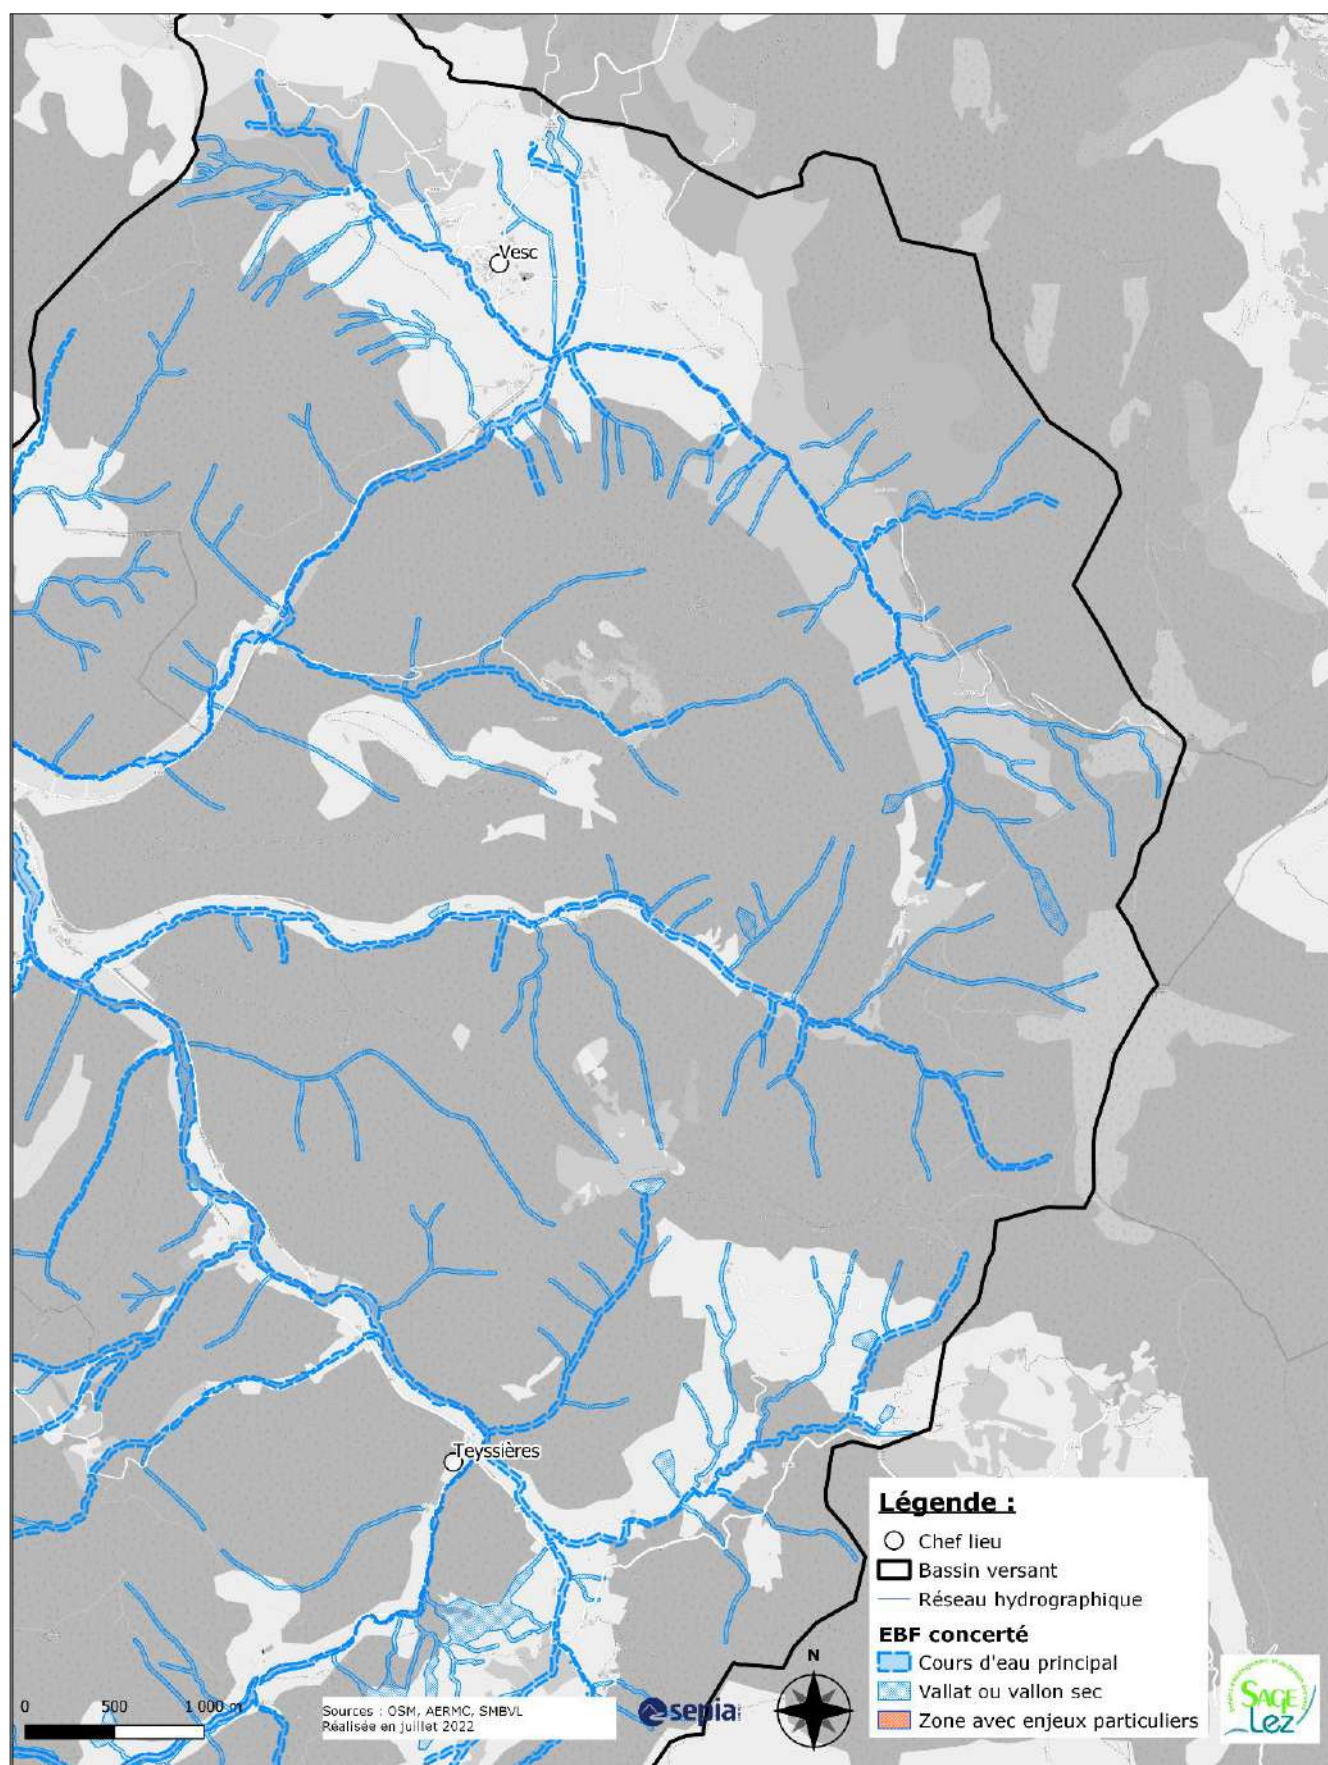 Vesc
Teyssières
Légende :
Chef lieu
Bassin versant
Réseau hydrographique
EBF concerté
Cours d'eau principal
Vallat ou vallon sec
Zone avec enjeux particuliers
N
0 500 1 000 m
Sources : OSM, AERMC, SMBVL
Réalisée en juillet 2022
sepia
SAGE
Lez